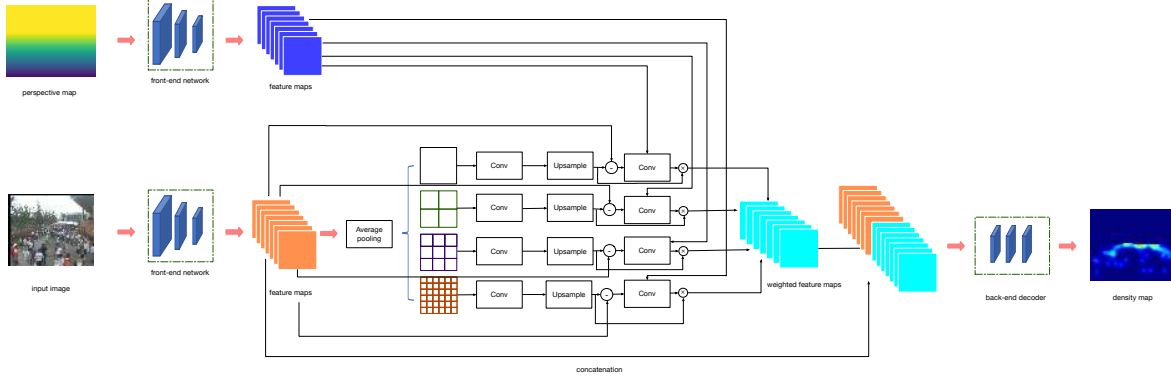 front-end network
feature maps
perspective map
Conv
Upsample
-
Conv
×
Conv
Upsample
-
Conv
×
Average
pooling
Conv
Upsample
-
Conv
×
Conv
Upsample
-
Conv
×
front-end network
input image
feature maps
weighted feature maps
back-end decoder
density map
concatenation